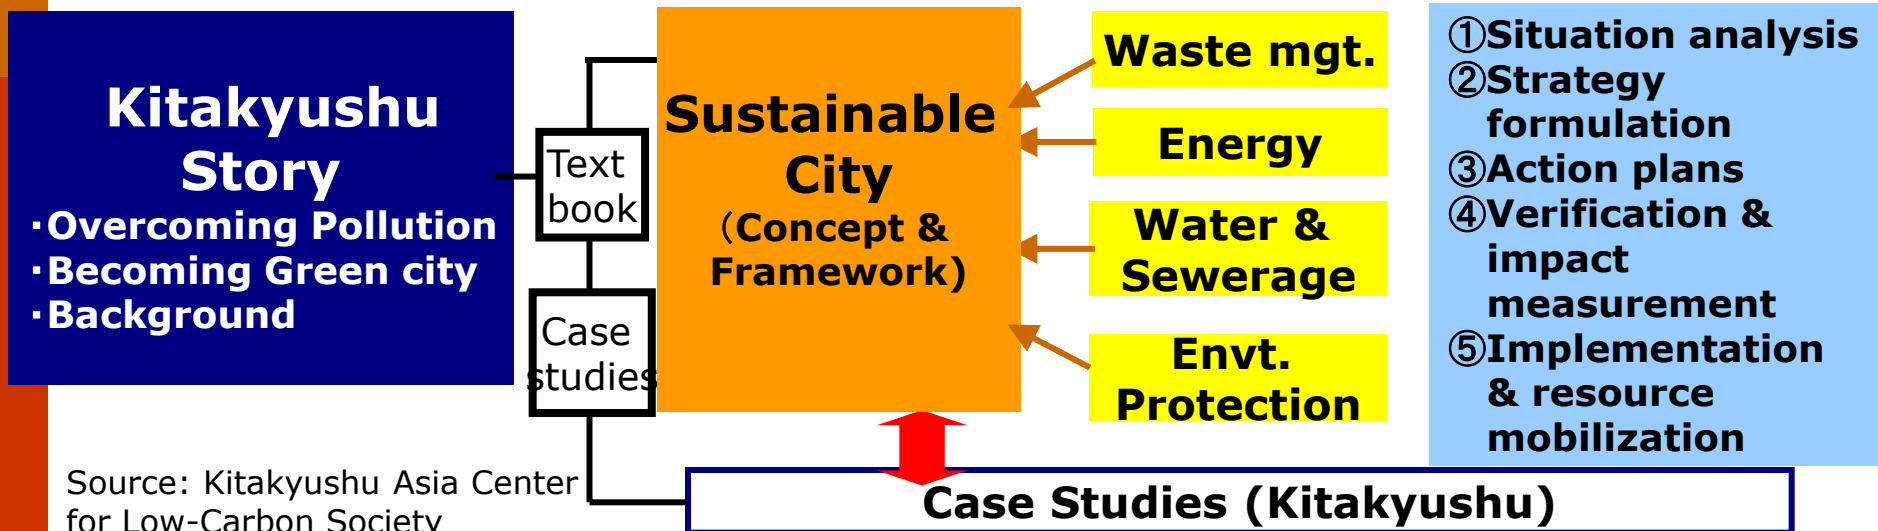 Kitakyushu
Story
・Overcoming Pollution
・Becoming Green city
・Background
Text
book
Case
studies
Sustainable
City
（Concept &
Framework)
Waste mgt.
Energy
Water &
Sewerage
Envt.
Protection
①Situation analysis
②Strategy
formulation
③Action plans
④Verification &
impact
measurement
⑤Implementation
& resource
mobilization
Case Studies (Kitakyushu)
Source: Kitakyushu Asia Center
for Low-Carbon Society